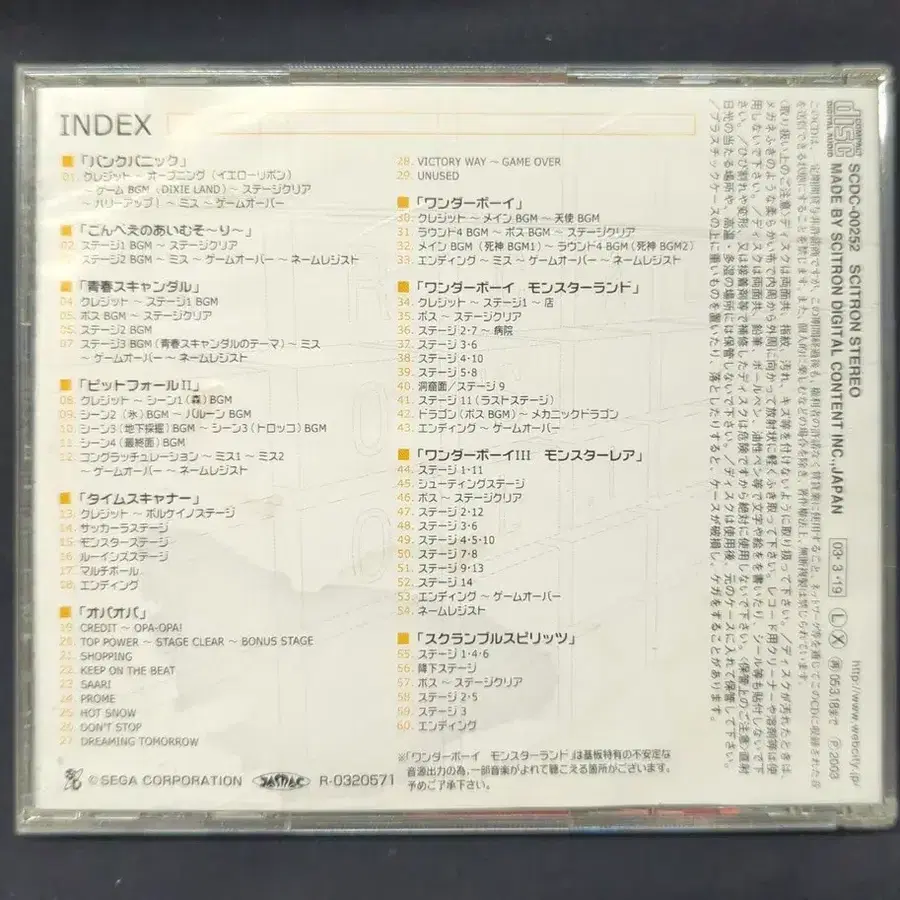 INDEX
「バンクパニック」
01. クレジット ~ オープニング (イエローリボン)
~ ゲーム BGM (DIXIE LAND) ~ ステージクリア
~ ハリーアップ! ~ ミス ~ ゲームオーバー
「ごんべえのあいむそ~り~」
02. ステージ1 BGM ~ ステージクリア
03. ステージ2 BGM ~ ミス ~ ゲームオーバー ~ ネームレジスト
「青春スキャンダル」
04. クレジット ~ ステージ1 BGM
05. ボス BGM ~ ステージクリア
06. ステージ2 BGM
07. ステージ3 BGM (青春スキャンダルのテーマ) ~ ミス
~ ゲームオーバー ~ ネームレジスト
「ピットフォールII」
08. クレジット ~ シーン1 (森) BGM
09. シーン2 (氷) BGM ~ バルーン BGM
10. シーン3 (地下採掘) BGM ~ シーン3 (トロッコ) BGM
11. シーン4 (最終面) BGM
12. コングラッチュレーション ~ ミス1 ~ ミス2
~ ゲームオーバー ~ ネームレジスト
「タイムスキャナー」
13. クレジット ~ ボルケイノステージ
14. サッカーラステージ
15. モンスターステージ
16. ルーインズステージ
17. マルチボール
18. エンディング
「オパオパ」
19. CREDIT ~ OPA-OPA!
20. TOP POWER ~ STAGE CLEAR ~ BONUS STAGE
21. SHOPPING
22. KEEP ON THE BEAT
23. SAARI
24. PROME
25. HOT SNOW
26. DON'T STOP
27. DREAMING TOMORROW
28. VICTORY WAY ~ GAME OVER
29. UNUSED
「ワンダーボーイ」
30. クレジット ~ メイン BGM ~ 天使 BGM
31. ラウンド4 BGM ~ ボス BGM ~ ステージクリア
32. メイン BGM (死神 BGM1) ~ ラウンド4 BGM (死神 BGM2)
33. エンディング ~ ミス ~ ゲームオーバー ~ ネームレジスト
「ワンダーボーイ モンスターランド」
34. クレジット ~ ステージ1 ~ 店
35. ボス ~ ステージクリア
36. ステージ2・7 ~ 病院
37. ステージ3・6
38. ステージ4・10
39. ステージ5・8
40. 洞窟面/ステージ9
41. ステージ11 (ラストステージ)
42. ドラゴン (ボス BGM) ~ メカニックドラゴン
43. エンディング ~ ゲームオーバー
「ワンダーボーイIII モンスターレア」
44. ステージ1・11
45. シューティングステージ
46. ボス ~ ステージクリア
47. ステージ2・12
48. ステージ3・6
49. ステージ4・5・10
50. ステージ7・8
51. ステージ9・13
52. ステージ14
53. エンディング ~ ゲームオーバー
54. ネームレジスト
「スクランブルスピリッツ」
55. ステージ1・4・6
56. 降下ステージ
57. ボス ~ ステージクリア
58. ステージ2・5
59. ステージ3
60. エンディング
※「ワンダーボーイ モンスターランド」は基板特有の不安定な
音源出力の為、一部音楽がよれて聴こえる箇所がございます。
予めご了承下さい。
©SEGA CORPORATION JASRAC R-0320571
COMPACT disc DIGITAL AUDIO
SCDC-00252 SCITRON STEREO
MADE BY SCITRON DIGITAL CONTENT INC., JAPAN
03・3・19 L X 再 05.3.18まで ℗2003
http://www.webcity.jp/